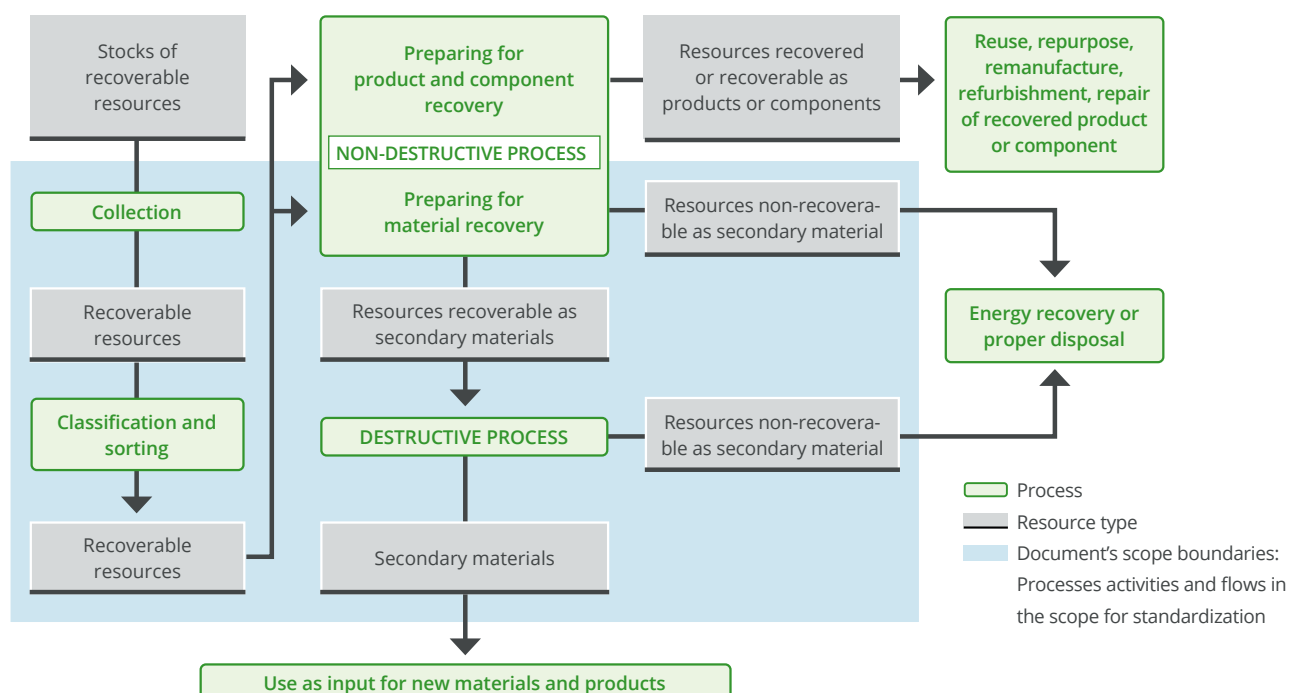 Stocks of
recoverable
resources
Preparing for
product and component
recovery
NON-DESTRUCTIVE PROCESS
Preparing for
material recovery
Resources recovered
or recoverable as
products or components
Reuse, repurpose,
remanufacture,
refurbishment, repair
of recovered product
or component
Collection
Resources non-recovera-
ble as secondary material
Recoverable
resources
Resources recoverable as
secondary materials
Energy recovery or
proper disposal
Classification and
sorting
DESTRUCTIVE PROCESS
Resources non-recovera-
ble as secondary material
Recoverable
resources
Secondary materials
Process
Resource type
Document's scope boundaries:
Processes activities and flows in
the scope for standardization
Use as input for new materials and products